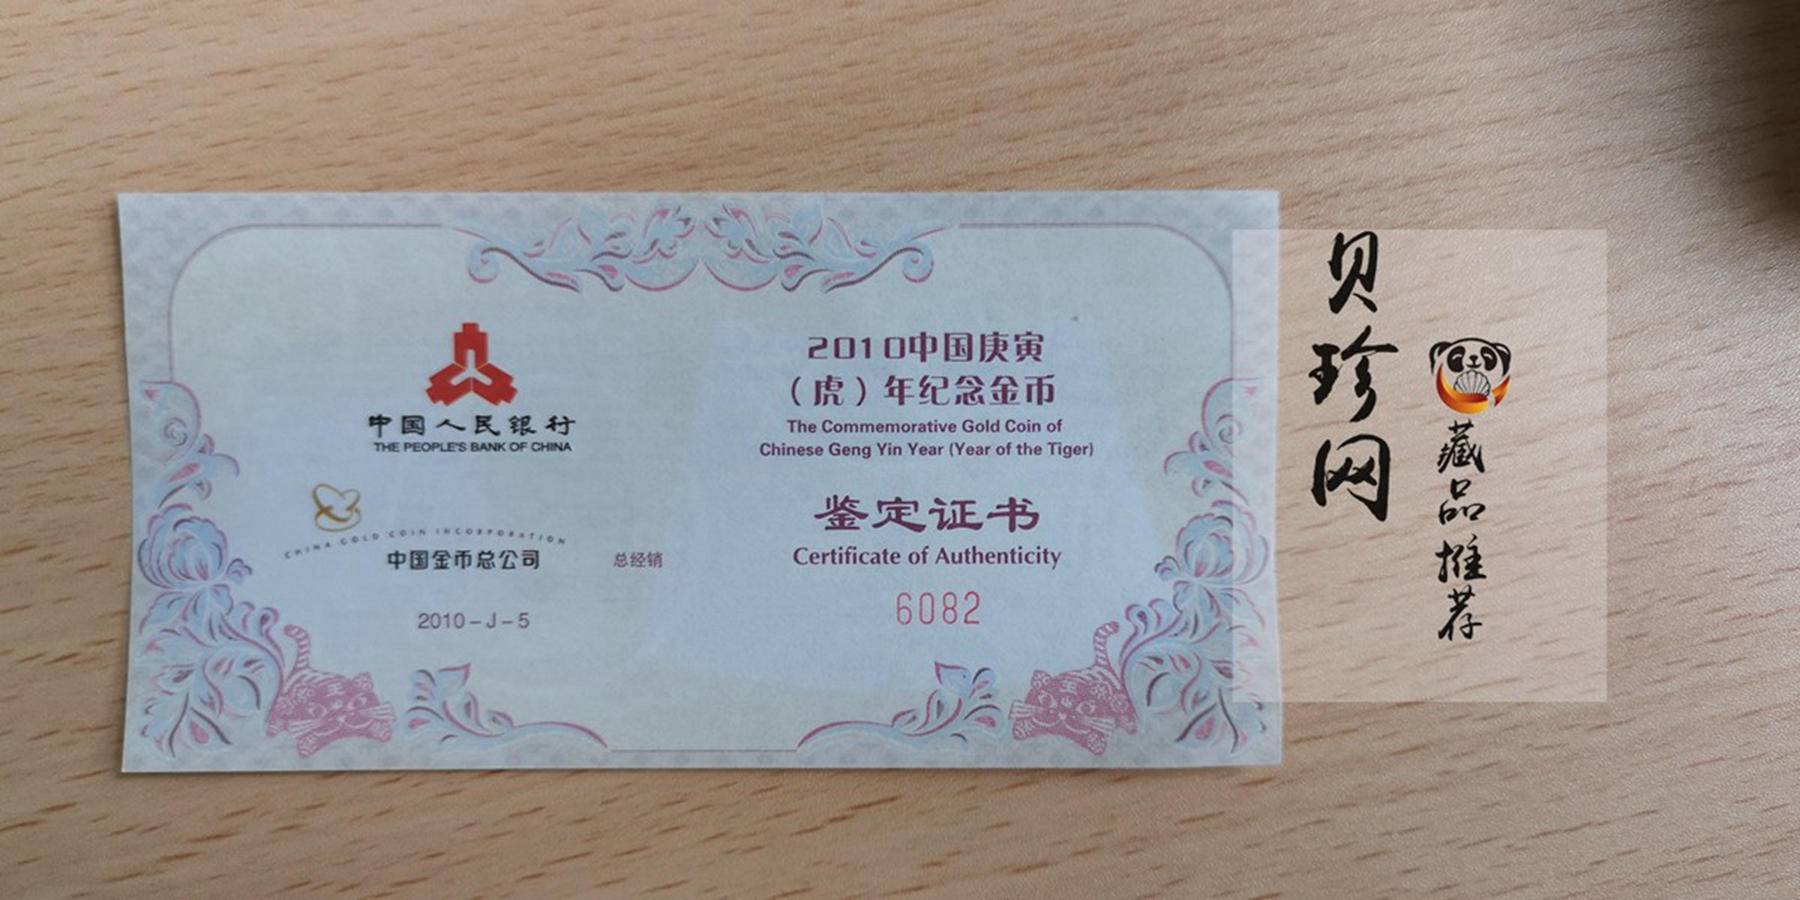 中国人民银行
THE PEOPLE'S BANK OF CHINA
CHINA GOLD COIN INCORPORATION
中国金币总公司
总经销
2010-J-5
2010中国庚寅
（虎）年纪念金币
The Commemorative Gold Coin of
Chinese Geng Yin Year (Year of the Tiger)
鉴定证书
Certificate of Authenticity
6082
王
王
贝珍网
藏品推荐